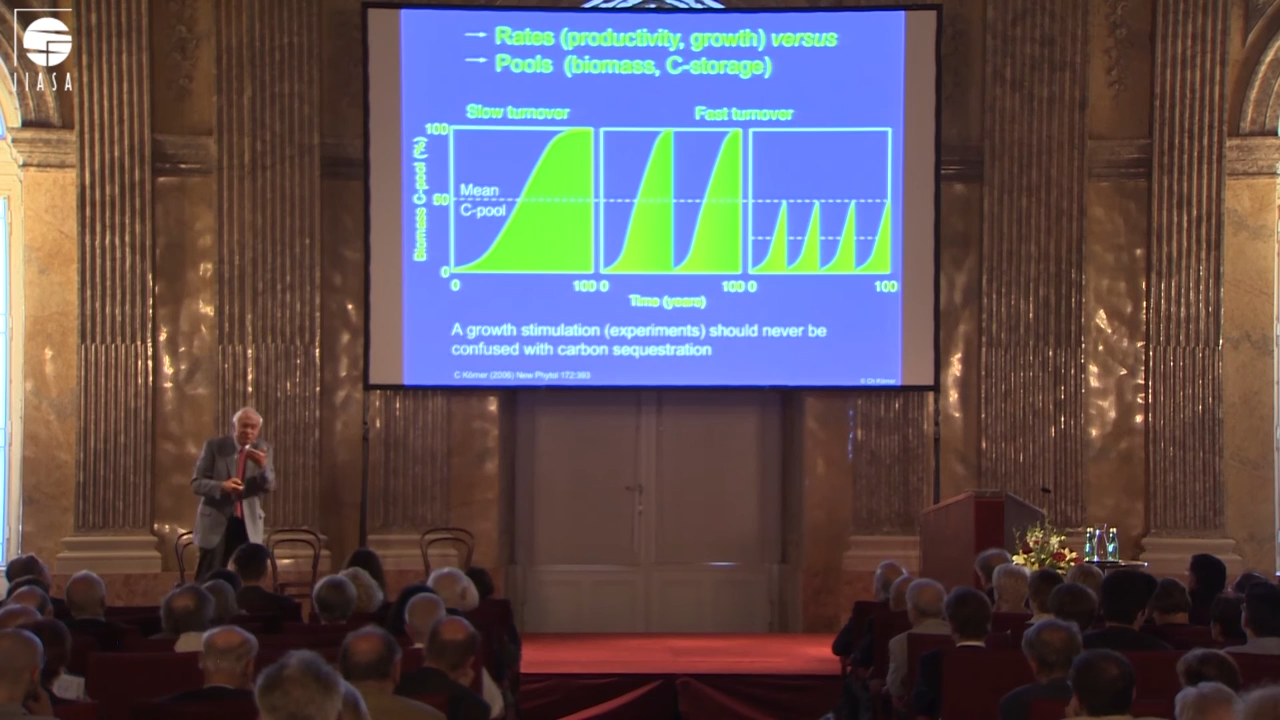 IIASA
→ Rates (productivity, growth) versus
→ Pools (biomass, C-storage)
Slow turnover
Fast turnover
Biomass C-pool (%)
100
50
0
Mean
C-pool
0
100
0
100
0
100
Time (years)
A growth stimulation (experiments) should never be
confused with carbon sequestration
C Körner (2006) New Phytol 172:393
© Ch Körner